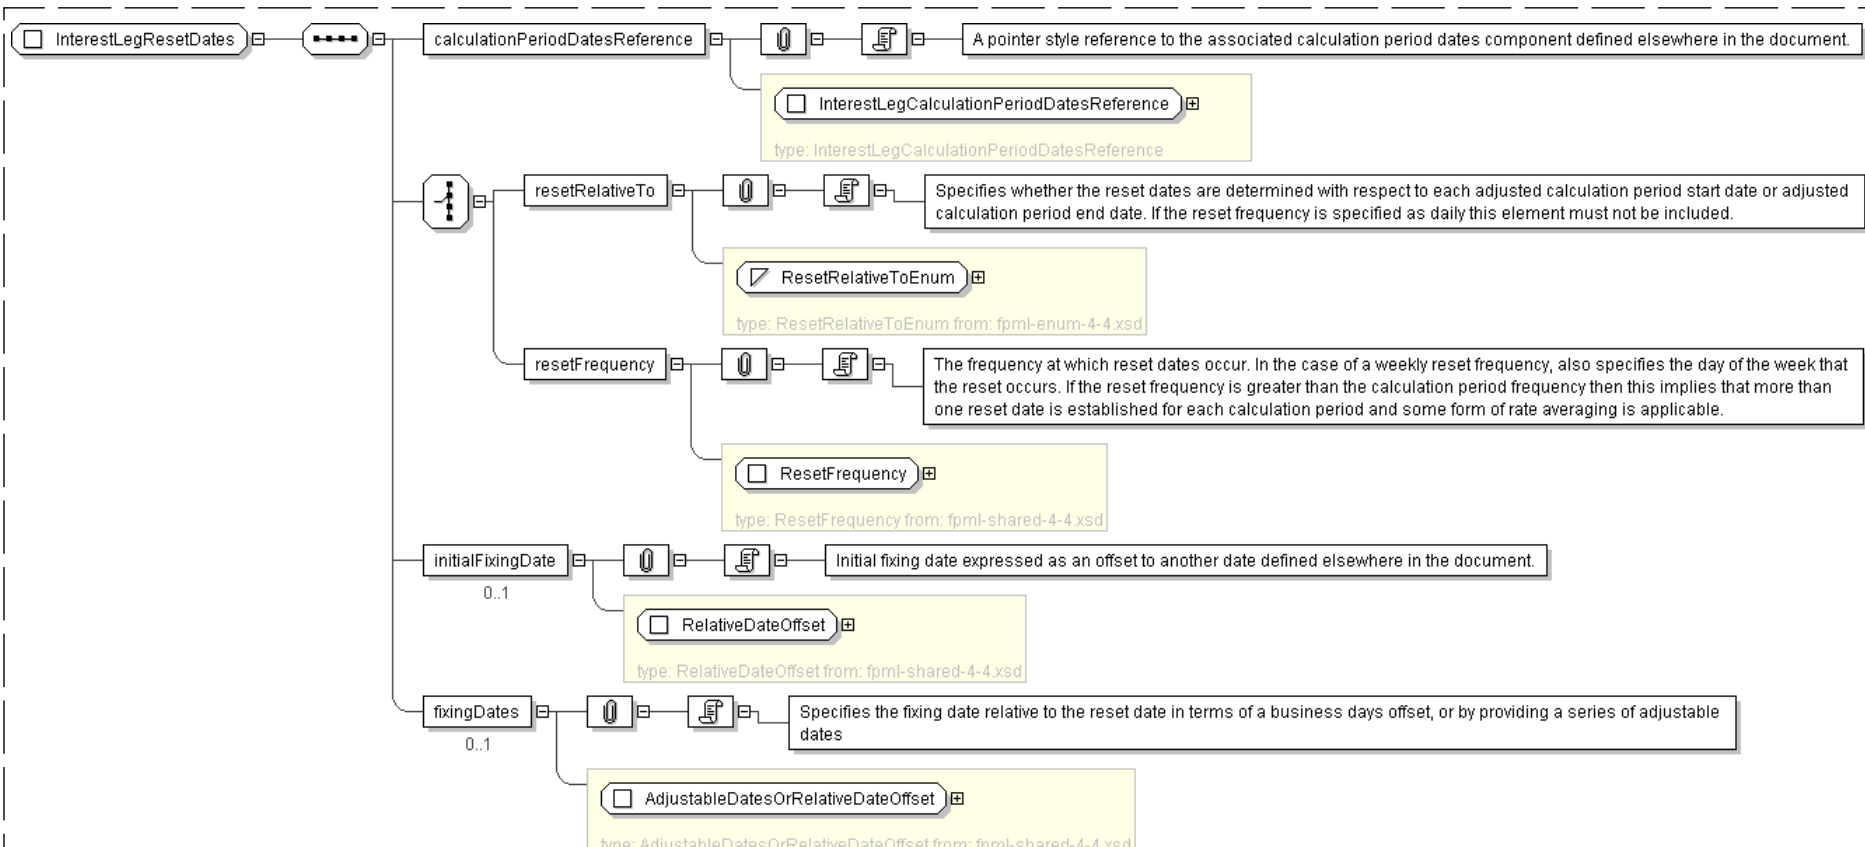 InterestLegResetDates
calculationPeriodDatesReference
A pointer style reference to the associated calculation period dates component defined elsewhere in the document.
InterestLegCalculationPeriodDatesReference
type: InterestLegCalculationPeriodDatesReference
resetRelativeTo
Specifies whether the reset dates are determined with respect to each adjusted calculation period start date or adjusted
calculation period end date. If the reset frequency is specified as daily this element must not be included.
ResetRelativeToEnum
type: ResetRelativeToEnum from: fpml-enum-4-4.xsd
resetFrequency
The frequency at which reset dates occur. In the case of a weekly reset frequency, also specifies the day of the week that
the reset occurs. If the reset frequency is greater than the calculation period frequency then this implies that more than
one reset date is established for each calculation period and some form of rate averaging is applicable.
ResetFrequency
type: ResetFrequency from: fpml-shared-4-4.xsd
initialFixingDate
Initial fixing date expressed as an offset to another date defined elsewhere in the document.
0..1
RelativeDateOffset
type: RelativeDateOffset from: fpml-shared-4-4.xsd
fixingDates
Specifies the fixing date relative to the reset date in terms of a business days offset, or by providing a series of adjustable
dates
0..1
AdjustableDatesOrRelativeDateOffset
type: AdjustableDatesOrRelativeDateOffset from: fpml-shared-4-4.xsd